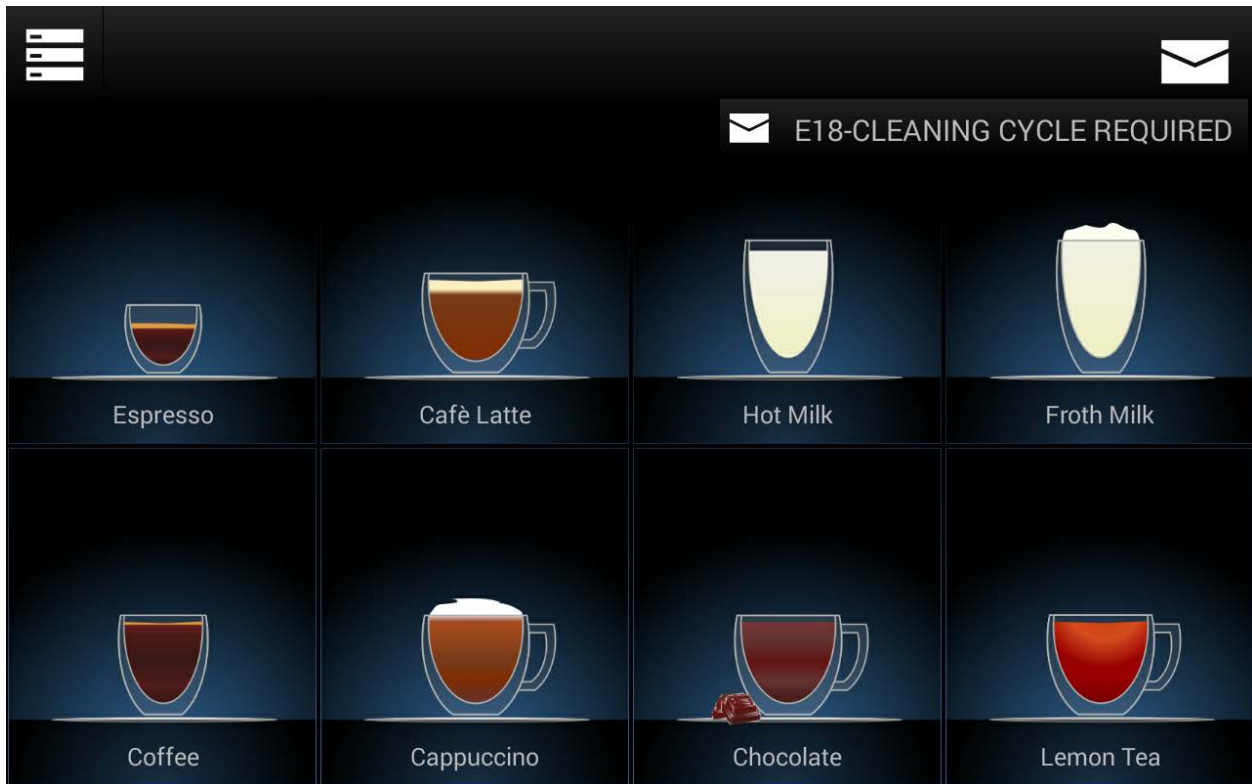 E18-CLEANING CYCLE REQUIRED
Espresso
Cafè Latte
Hot Milk
Froth Milk
Coffee
Cappuccino
Chocolate
Lemon Tea